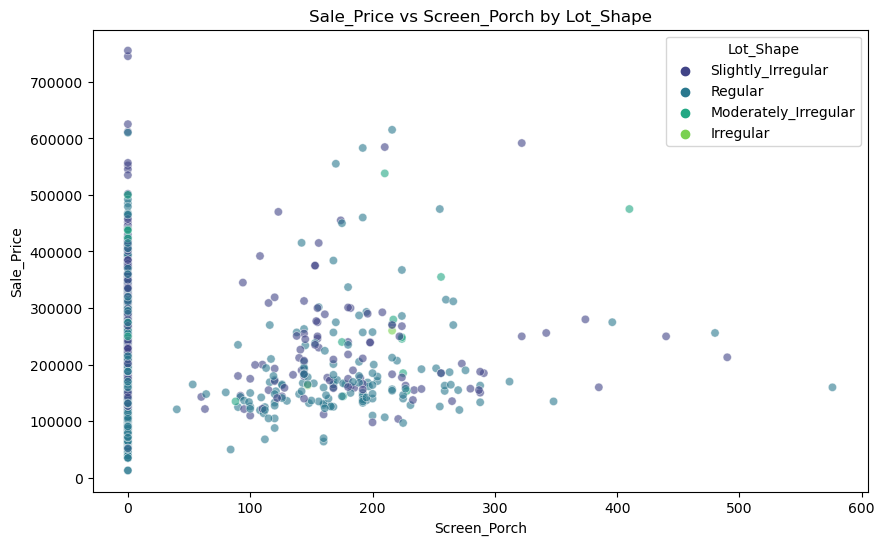 Sale_Price vs Screen_Porch by Lot_Shape
Lot_Shape
Slightly_Irregular
Regular
Moderately_Irregular
Irregular
Sale_Price
700000
600000
500000
400000
300000
200000
100000
0
0 100 200 300 400 500 600
Screen_Porch